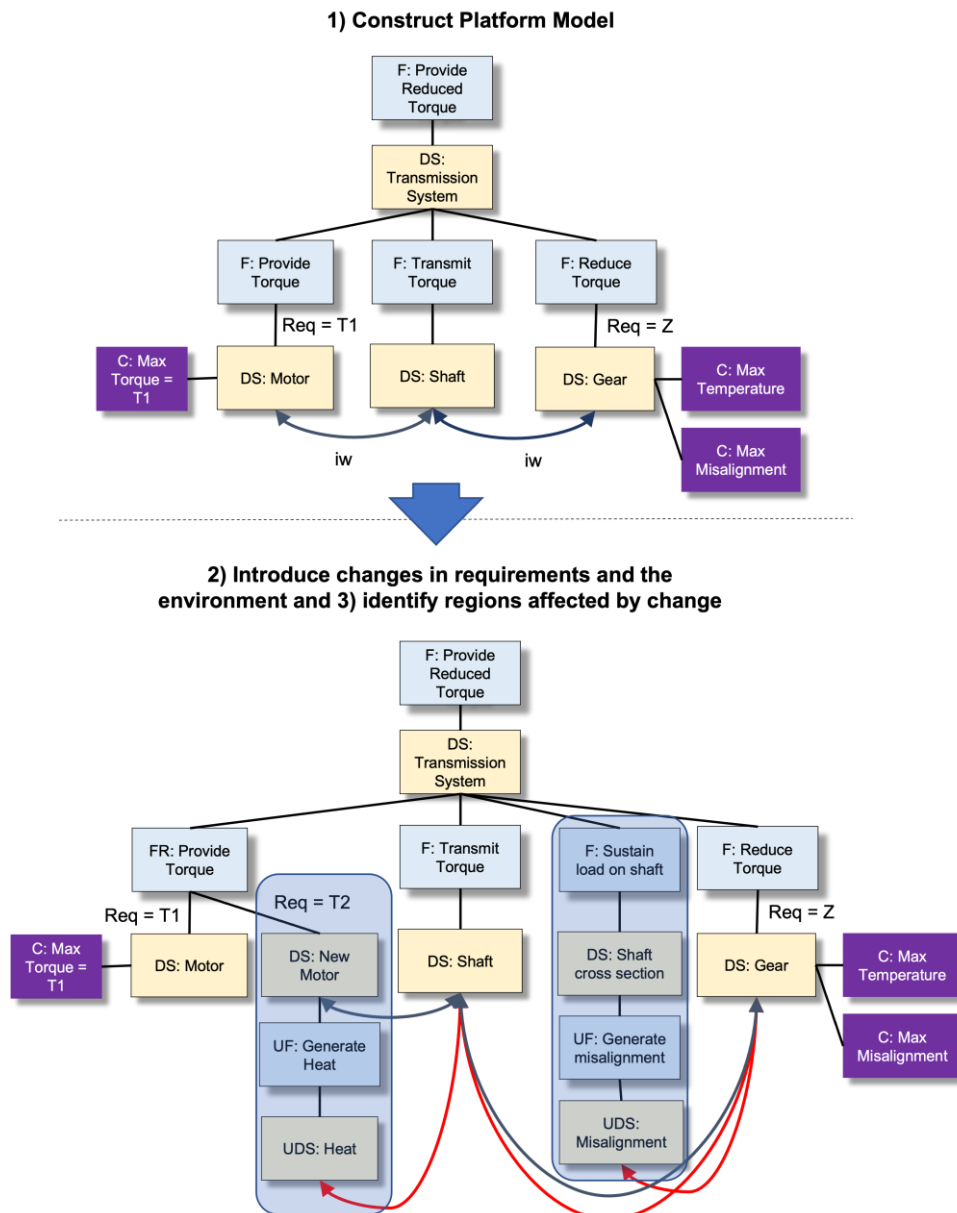 1) Construct Platform Model
F: Provide
Reduced
Torque
DS:
Transmission
System
F: Provide
Torque
F: Transmit
Torque
F: Reduce
Torque
Req = T1
Req = Z
C: Max
Torque =
T1
DS: Motor
DS: Shaft
DS: Gear
C: Max
Temperature
C: Max
Misalignment
iw
iw
2) Introduce changes in requirements and the
environment and 3) identify regions affected by change
F: Provide
Reduced
Torque
DS:
Transmission
System
FR: Provide
Torque
F: Transmit
Torque
F: Sustain
load on shaft
F: Reduce
Torque
Req = T1
Req = T2
Req = Z
C: Max
Torque =
T1
DS: Motor
DS: New
Motor
DS: Shaft
DS: Shaft
cross section
DS: Gear
C: Max
Temperature
UF: Generate
Heat
UF: Generate
misalignment
C: Max
Misalignment
UDS: Heat
UDS:
Misalignment